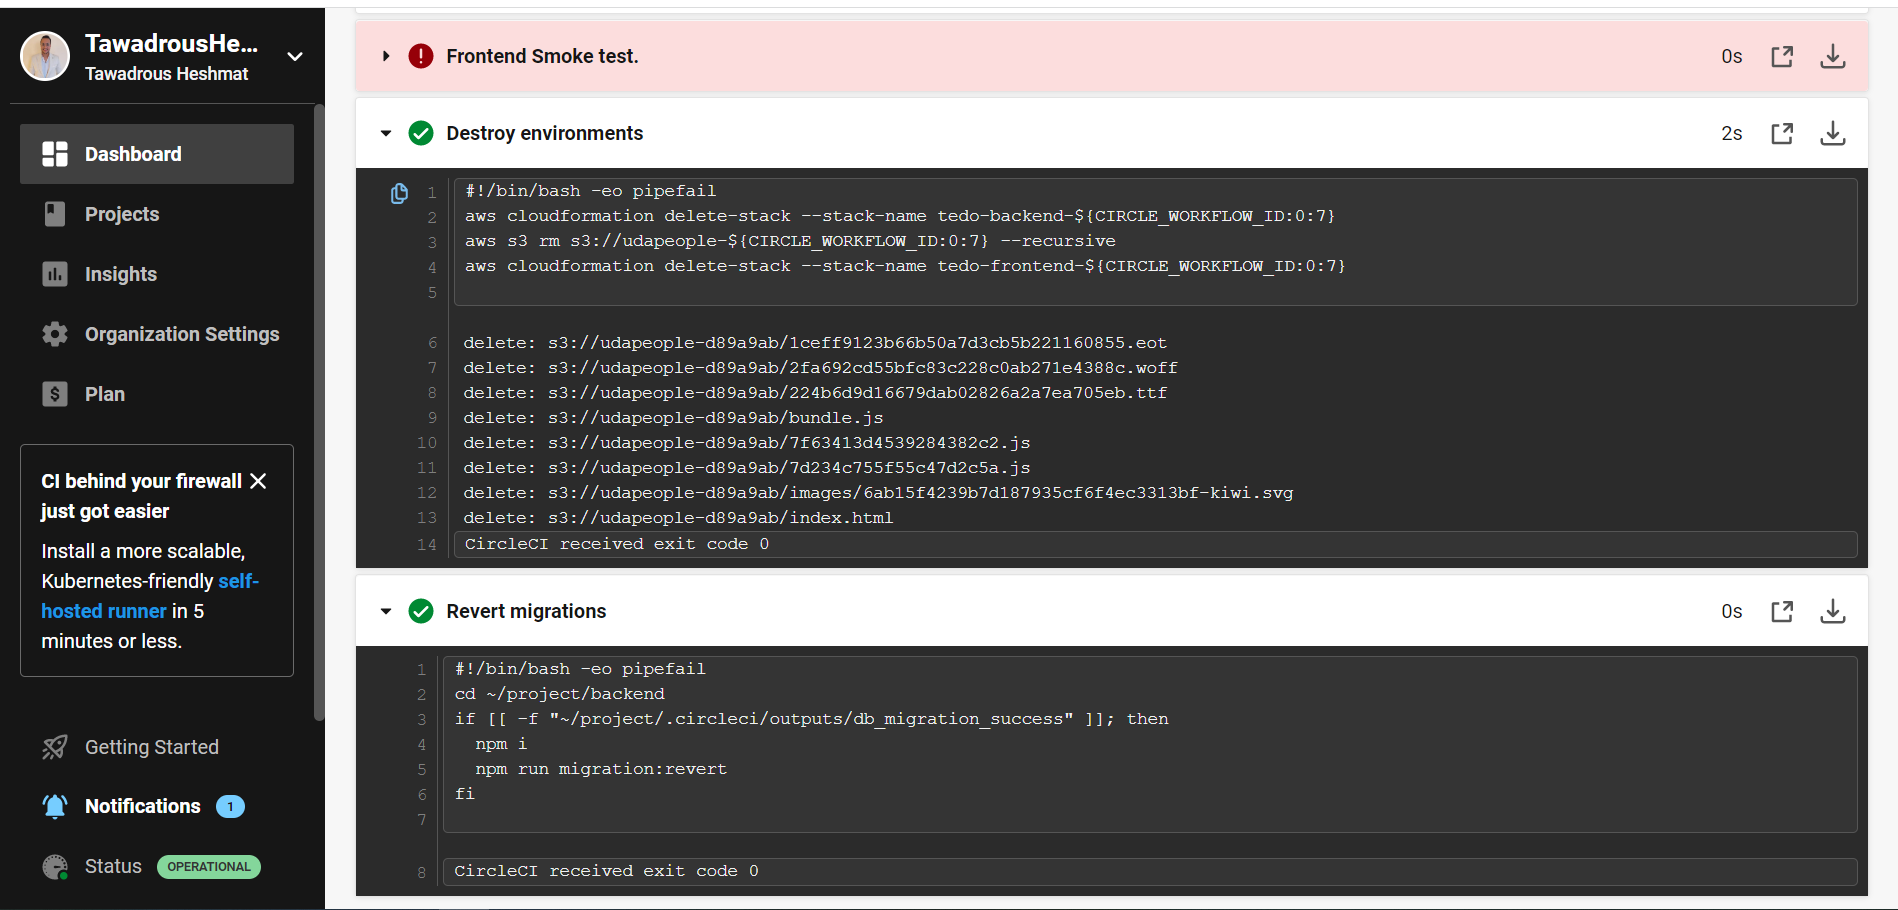 TawadrousHe...
Tawadrous Heshmat
Dashboard
Projects
Insights
Organization Settings
Plan
CI behind your firewall
just got easier
Install a more scalable,
Kubernetes-friendly self-
hosted runner in 5
minutes or less.
Getting Started
Notifications 1
Status OPERATIONAL
Frontend Smoke test. 0s
Destroy environments 2s
1 #!/bin/bash -eo pipefail
2 aws cloudformation delete-stack --stack-name tedo-backend-${CIRCLE_WORKFLOW_ID:0:7}
3 aws s3 rm s3://udapeople-${CIRCLE_WORKFLOW_ID:0:7} --recursive
4 aws cloudformation delete-stack --stack-name tedo-frontend-${CIRCLE_WORKFLOW_ID:0:7}
5
6 delete: s3://udapeople-d89a9ab/1ceff9123b66b50a7d3cb5b221160855.eot
7 delete: s3://udapeople-d89a9ab/2fa692cd55bfc83c228c0ab271e4388c.woff
8 delete: s3://udapeople-d89a9ab/224b6d9d16679dab02826a2a7ea705eb.ttf
9 delete: s3://udapeople-d89a9ab/bundle.js
10 delete: s3://udapeople-d89a9ab/7f63413d4539284382c2.js
11 delete: s3://udapeople-d89a9ab/7d234c755f55c47d2c5a.js
12 delete: s3://udapeople-d89a9ab/images/6ab15f4239b7d187935cf6f4ec3313bf-kiwi.svg
13 delete: s3://udapeople-d89a9ab/index.html
14 CircleCI received exit code 0
Revert migrations 0s
1 #!/bin/bash -eo pipefail
2 cd ~/project/backend
3 if [[ -f "~/project/.circleci/outputs/db_migration_success" ]]; then
4 npm i
5 npm run migration:revert
6 fi
7
8 CircleCI received exit code 0